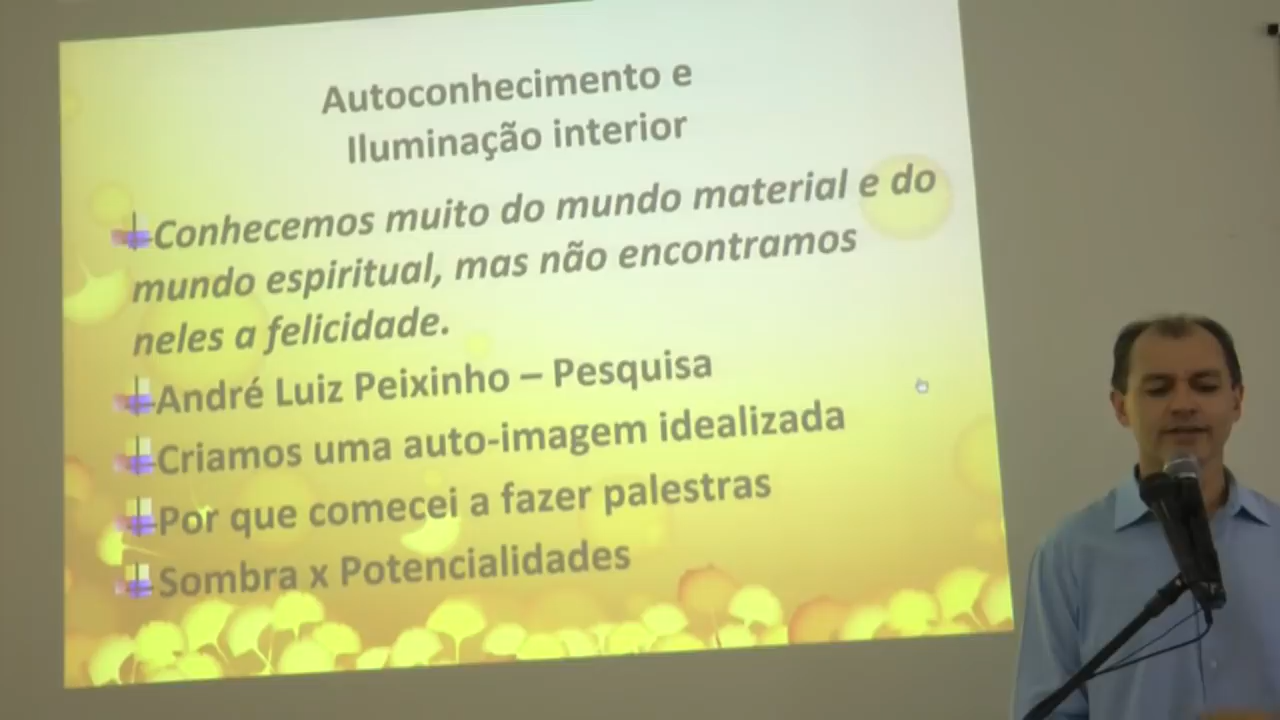 Autoconhecimento e
Iluminação interior
Conhecemos muito do mundo material e do
mundo espiritual, mas não encontramos
neles a felicidade.
André Luiz Peixinho – Pesquisa
Criamos uma auto-imagem idealizada
Por que comecei a fazer palestras
Sombra x Potencialidades